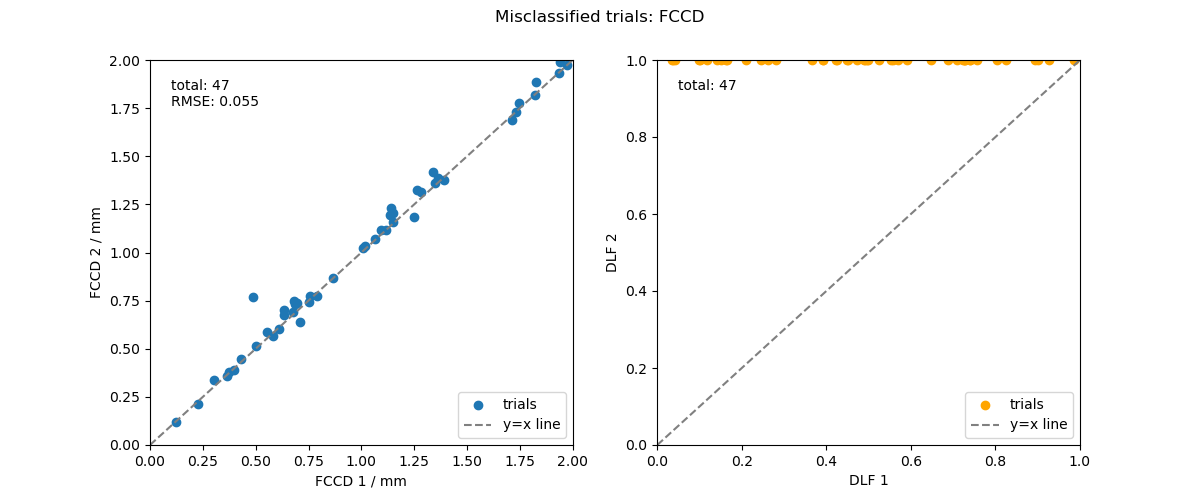 Misclassified trials: FCCD
2.00
1.75
1.50
1.25
1.00
0.75
0.50
0.25
0.00
FCCD 2 / mm
total: 47
RMSE: 0.055
trials
y=x line
0.00 0.25 0.50 0.75 1.00 1.25 1.50 1.75 2.00
FCCD 1 / mm
1.0
0.8
0.6
0.4
0.2
0.0
DLF 2
total: 47
trials
y=x line
0.0 0.2 0.4 0.6 0.8 1.0
DLF 1